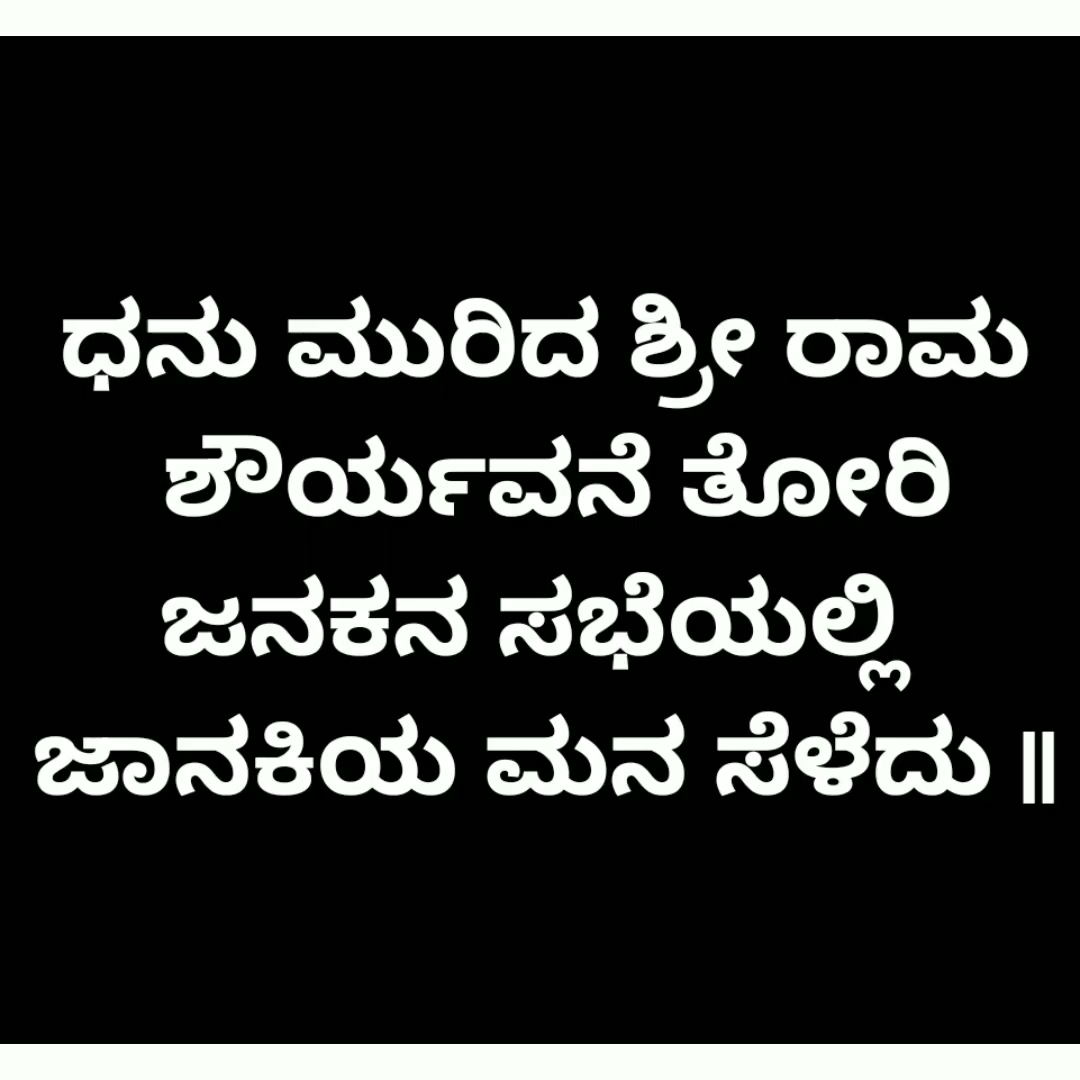 ಧನು ಮುರಿದ ಶ್ರೀ ರಾಮ
ಶೌರ್ಯವನೆ ತೋರಿ
ಜನಕನ ಸಭೆಯಲ್ಲಿ
ಜಾನಕಿಯ ಮನ ಸೆಳೆದು ||